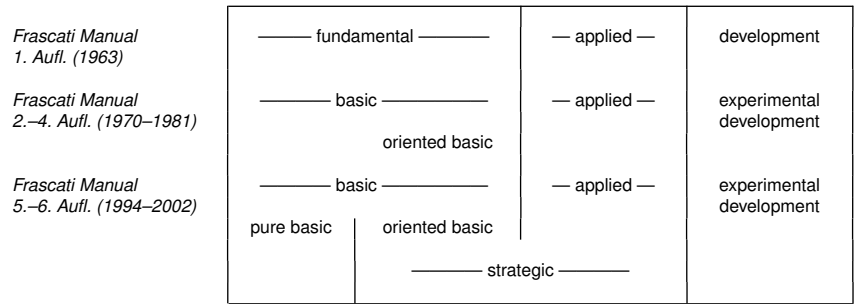 Frascati Manual
1. Aufl. (1963)
fundamental
applied
development
Frascati Manual
2.–4. Aufl. (1970–1981)
basic
applied
experimental
development
oriented basic
Frascati Manual
5.–6. Aufl. (1994–2002)
basic
applied
experimental
development
pure basic
oriented basic
strategic